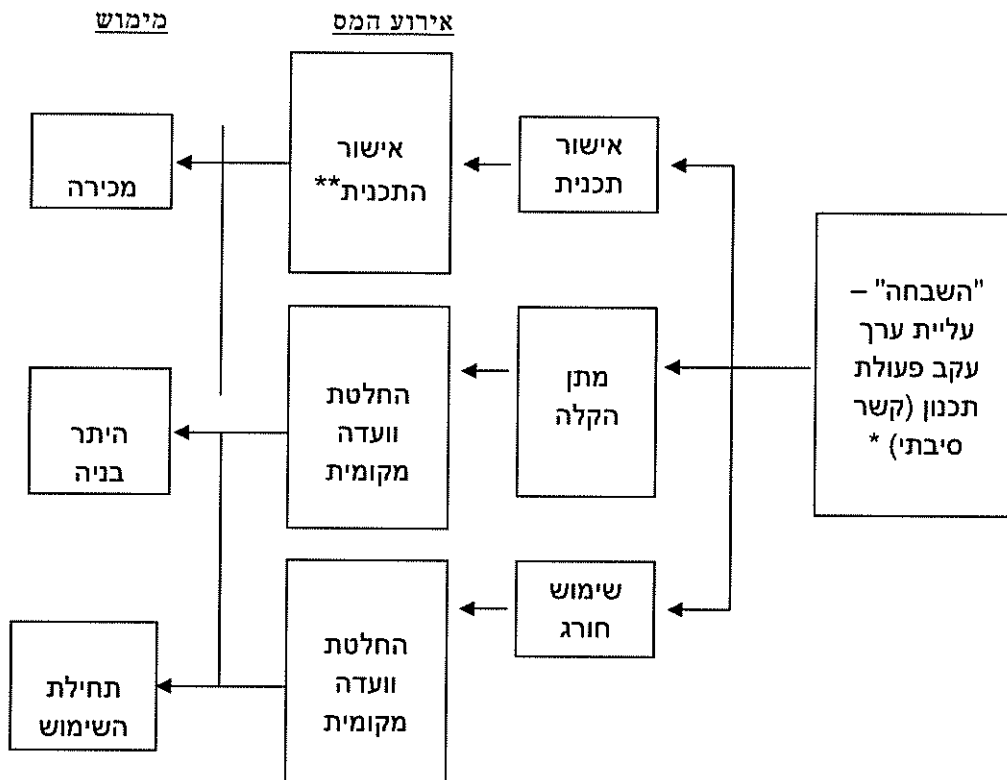 אירוע המס
מימוש
"השבחה" –
עליית ערך
עקב פעולת
תכנון (קשר
סיבתי) *
אישור
תכנית
אישור
התכנית**
מכירה
מתן
הקלה
החלטת
וועדה
מקומית
היתר
בניה
שימוש
חורג
החלטת
וועדה
מקומית
תחילת
השימוש